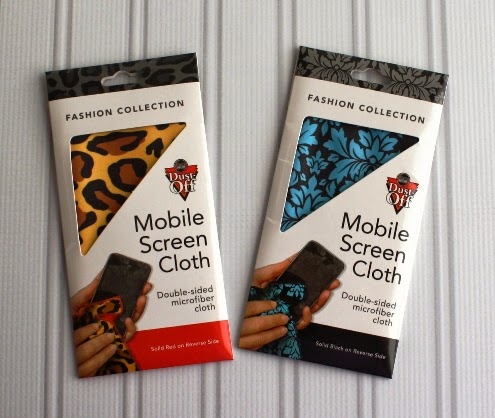 FASHION COLLECTION
Dust-Off
Mobile
Screen
Cloth
Double-sided
microfiber
cloth
Solid Red on Reverse Side
FASHION COLLECTION
Dust-Off
Mobile
Screen
Cloth
Double-sided
microfiber
cloth
Solid Black on Reverse Side